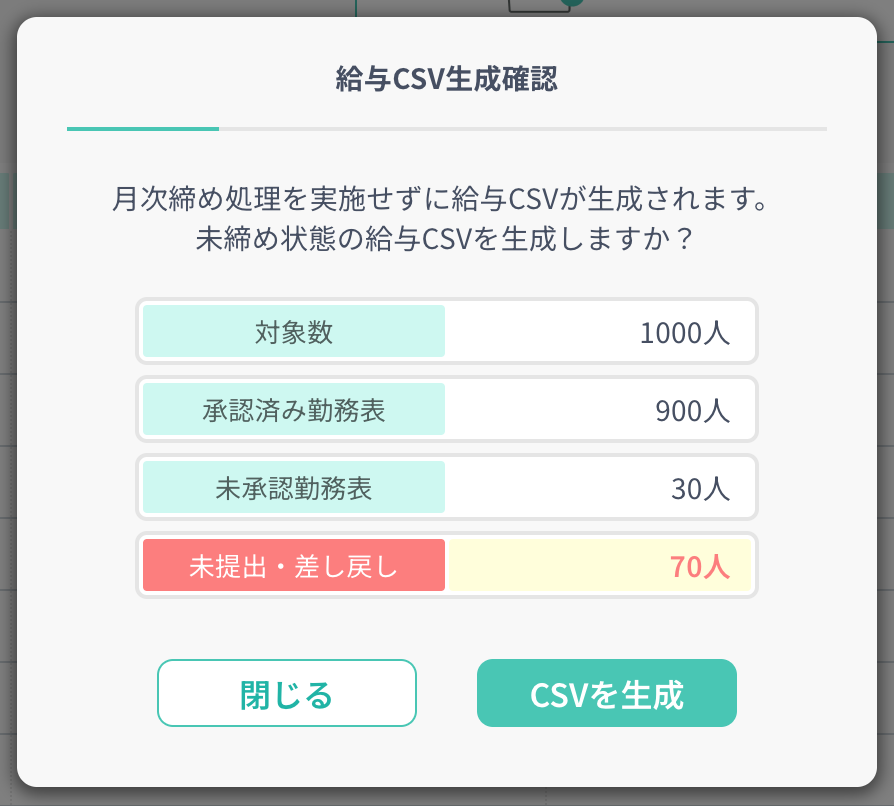 給与CSV生成確認
月次締め処理を実施せずに給与CSVが生成されます。
未締め状態の給与CSVを生成しますか？
対象数 1000人
承認済み勤務表 900人
未承認勤務表 30人
未提出・差し戻し 70人
閉じる CSVを生成